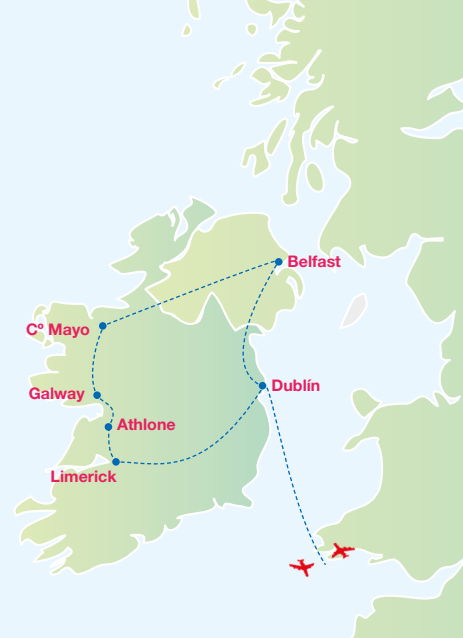 Belfast
Cº Mayo
Dublín
Galway
Athlone
Limerick